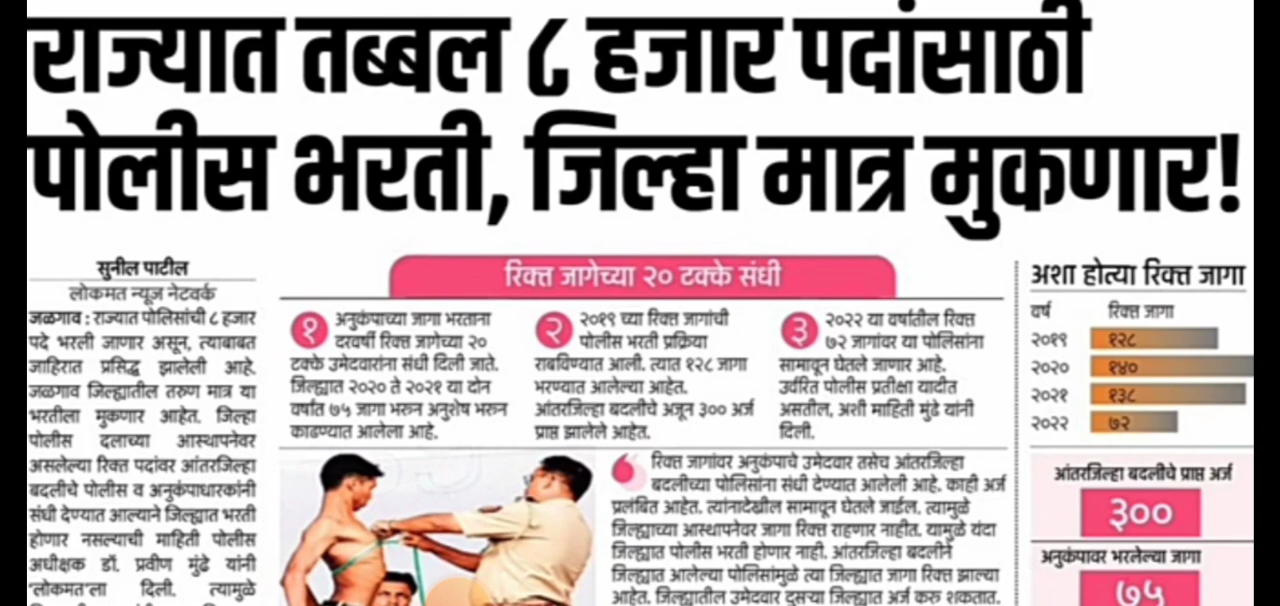 राज्यात तब्बल ८ हजार पदांसाठी
पोलीस भरती, जिल्हा मात्र मुकणार!
सुनील पाटील
लोकमत न्यूज नेटवर्क
जळगाव : राज्यात पोलिसांची ८ हजार
पदे भरली जाणार असून, त्याबाबत
जाहिरात प्रसिद्ध झालेली आहे.
जळगाव जिल्ह्यातील तरुण मात्र या
भरतीला मुकणार आहेत. जिल्हा
पोलीस दलाच्या आस्थापनेवर
असलेल्या रिक्त पदांवर आंतरजिल्हा
बदलीचे पोलीस व अनुकंपाधारकांनी
संधी देण्यात आल्याने जिल्ह्यात भरती
होणार नसल्याची माहिती पोलीस
अधीक्षक डॉ. प्रवीण मुंढे यांनी
'लोकमत'ला दिली. त्यामुळे
रिक्त जागेच्या २० टक्के संधी
१ अनुकंपाच्या जागा भरताना
दरवर्षी रिक्त जागेच्या २०
टक्के उमेदवारांना संधी दिली जाते.
जिल्ह्यात २०२० ते २०२१ या दोन
वर्षात ७५ जागा भरुन अनुशेष भरुन
काढण्यात आलेला आहे.
२ २०१९ च्या रिक्त जागांची
पोलीस भरती प्रक्रिया
राबविण्यात आली. त्यात १२८ जागा
भरण्यात आलेल्या आहेत.
आंतरजिल्हा बदलीचे अजून ३०० अर्ज
प्राप्त झालेले आहेत.
३ २०२२ या वर्षातील रिक्त
७२ जागांवर या पोलिसांना
सामावून घेतले जाणार आहे.
उर्वरित पोलीस प्रतीक्षा यादीत
असतील, अशी माहिती मुंढे यांनी
दिली.
रिक्त जागांवर अनुकंपाचे उमेदवार तसेच आंतरजिल्हा
बदलीच्या पोलिसांना संधी देण्यात आलेली आहे. काही अर्ज
प्रलंबित आहेत. त्यांनादेखील सामावून घेतले जाईल. त्यामुळे
जिल्ह्याच्या आस्थापनेवर जागा रिक्त राहणार नाहीत. यामुळे यंदा
जिल्ह्यात पोलीस भरती होणार नाही. आंतरजिल्हा बदलीने
जिल्ह्यात आलेल्या पोलिसांमुळे त्या जिल्ह्यात जागा रिक्त झाल्या
आहेत. जिल्ह्यातील उमेदवार दुसऱ्या जिल्ह्यात अर्ज करु शकतात.
अशा होत्या रिक्त जागा
वर्ष रिक्त जागा
२०१९ १२८
२०२० १४०
२०२१ १३८
२०२२ ७२
आंतरजिल्हा बदलीचे प्राप्त अर्ज
३००
अनुकंपावर भरलेल्या जागा
७५